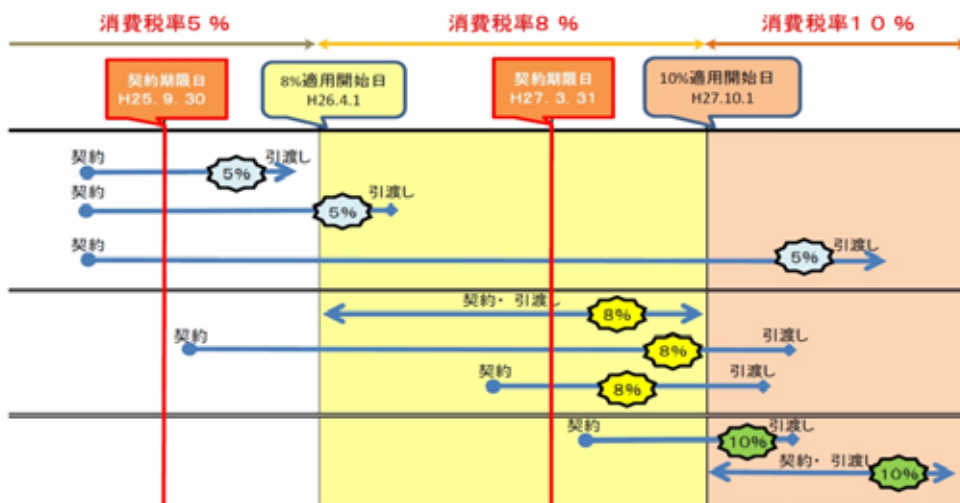 消費税率5％
消費税率8％
消費税率10％
契約期限日
H25.9.30
8%適用開始日
H26.4.1
契約期限日
H27.3.31
10%適用開始日
H27.10.1
契約
5%
引渡し
契約
5%
引渡し
契約
5%
引渡し
契約・引渡し
8%
契約
8%
引渡し
契約
8%
引渡し
契約
10%
引渡し
契約・引渡し
10%